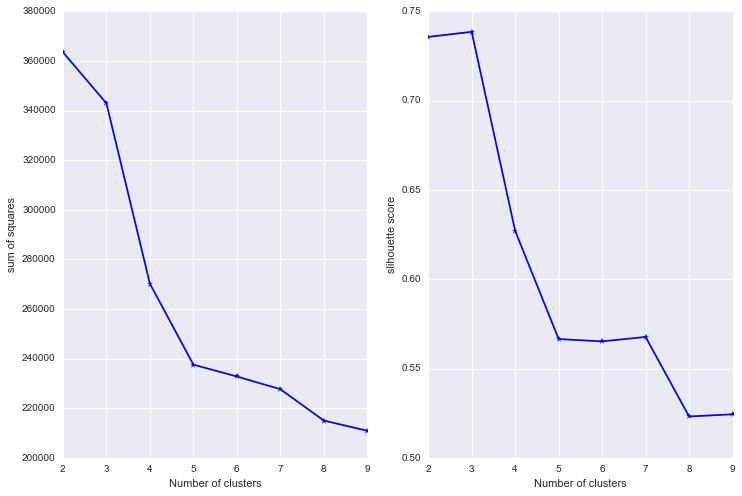 380000
360000
340000
320000
300000
280000
260000
240000
220000
200000
sum of squares
2 3 4 5 6 7 8 9
Number of clusters
0.75
0.70
0.65
0.60
0.55
0.50
slihouette score
2 3 4 5 6 7 8 9
Number of clusters